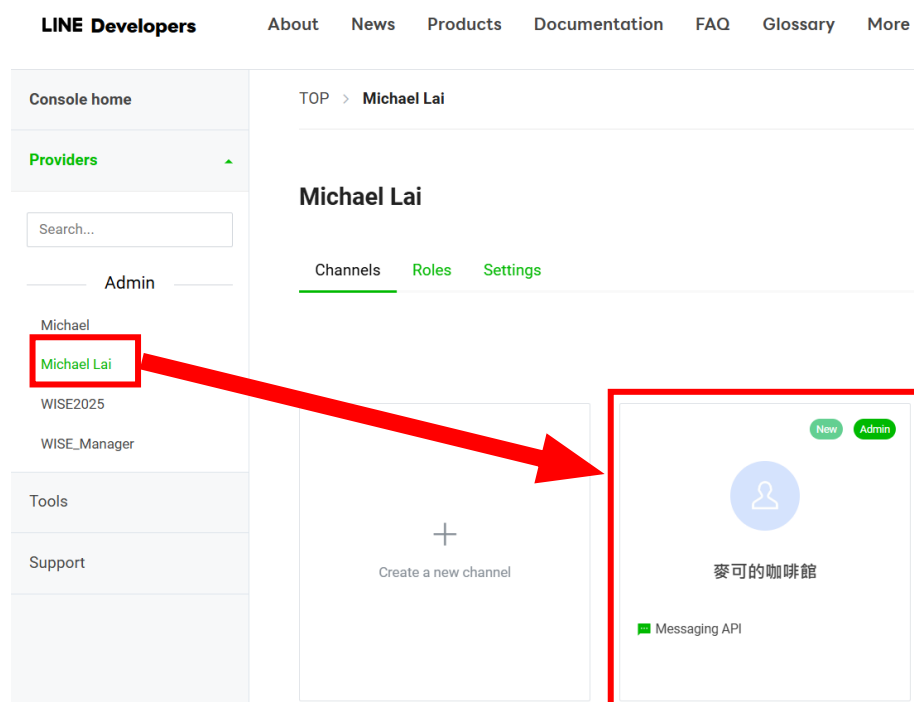 LINE Developers About News Products Documentation FAQ Glossary More
Console home
Providers
Search...
Admin
Michael
Michael Lai
WISE2025
WISE_Manager
Tools
Support
TOP > Michael Lai
Michael Lai
Channels Roles Settings
Create a new channel
New Admin
麥可的咖啡館
Messaging API